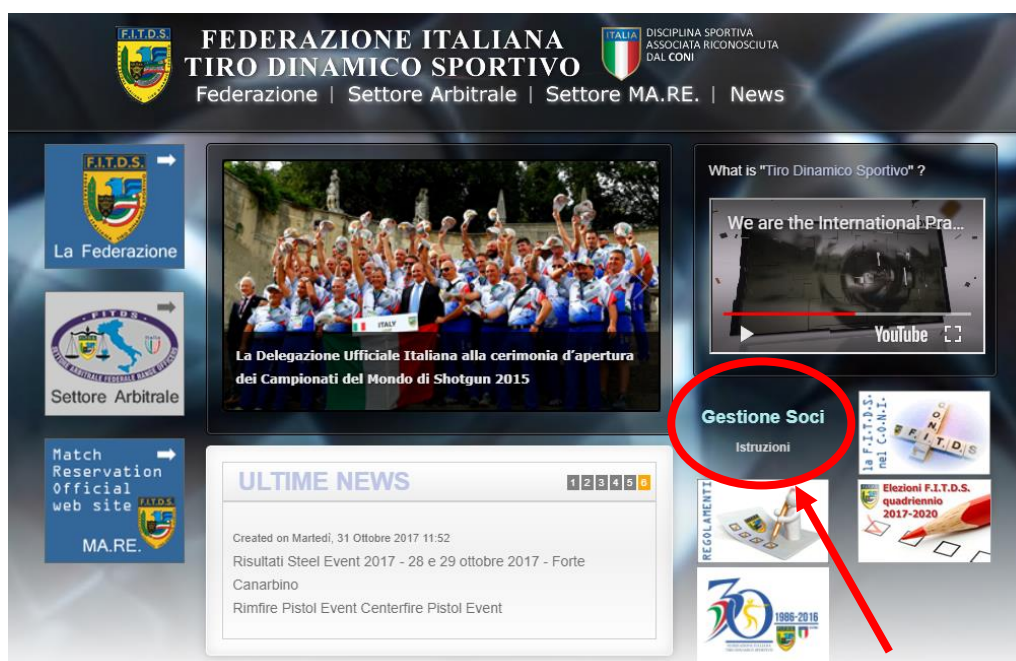 F.I.T.D.S.
FEDERAZIONE ITALIANA
TIRO DINAMICO SPORTIVO
ITALIA
DISCIPLINA SPORTIVA
ASSOCIATA RICONOSCIUTA
DAL CONI
Federazione | Settore Arbitrale | Settore MA.RE. | News
F.I.T.D.S.
La Federazione
FITDS
Settore Arbitrale
Match
Reservation
Official
web site
FITDS
MA.RE.
ITALY
La Delegazione Ufficiale Italiana alla cerimonia d'apertura
dei Campionati del Mondo di Shotgun 2015
ULTIME NEWS
1 2 3 4 5 6
Created on Martedì, 31 Ottobre 2017 11:52
Risultati Steel Event 2017 - 28 e 29 ottobre 2017 - Forte
Canarbino
Rimfire Pistol Event Centerfire Pistol Event
What is "Tiro Dinamico Sportivo" ?
We are the International Pra...
YouTube
Gestione Soci
Istruzioni
la F.I.T.D.S.
nel C.O.N.I.
F.I.T.D.S
REGOLAMENTI
Elezioni F.I.T.D.S.
quadriennio
2017-2020
30
1986-2016